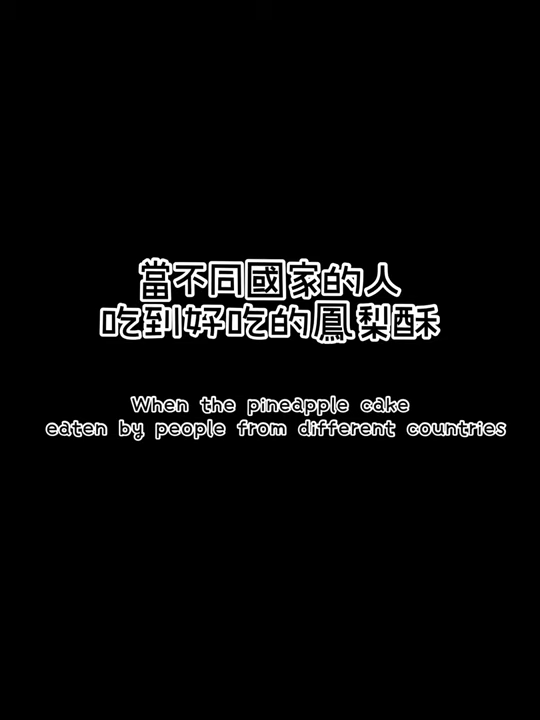 當不同國家的人
吃到好吃的鳳梨酥
When the pineapple cake
eaten by people from different countries